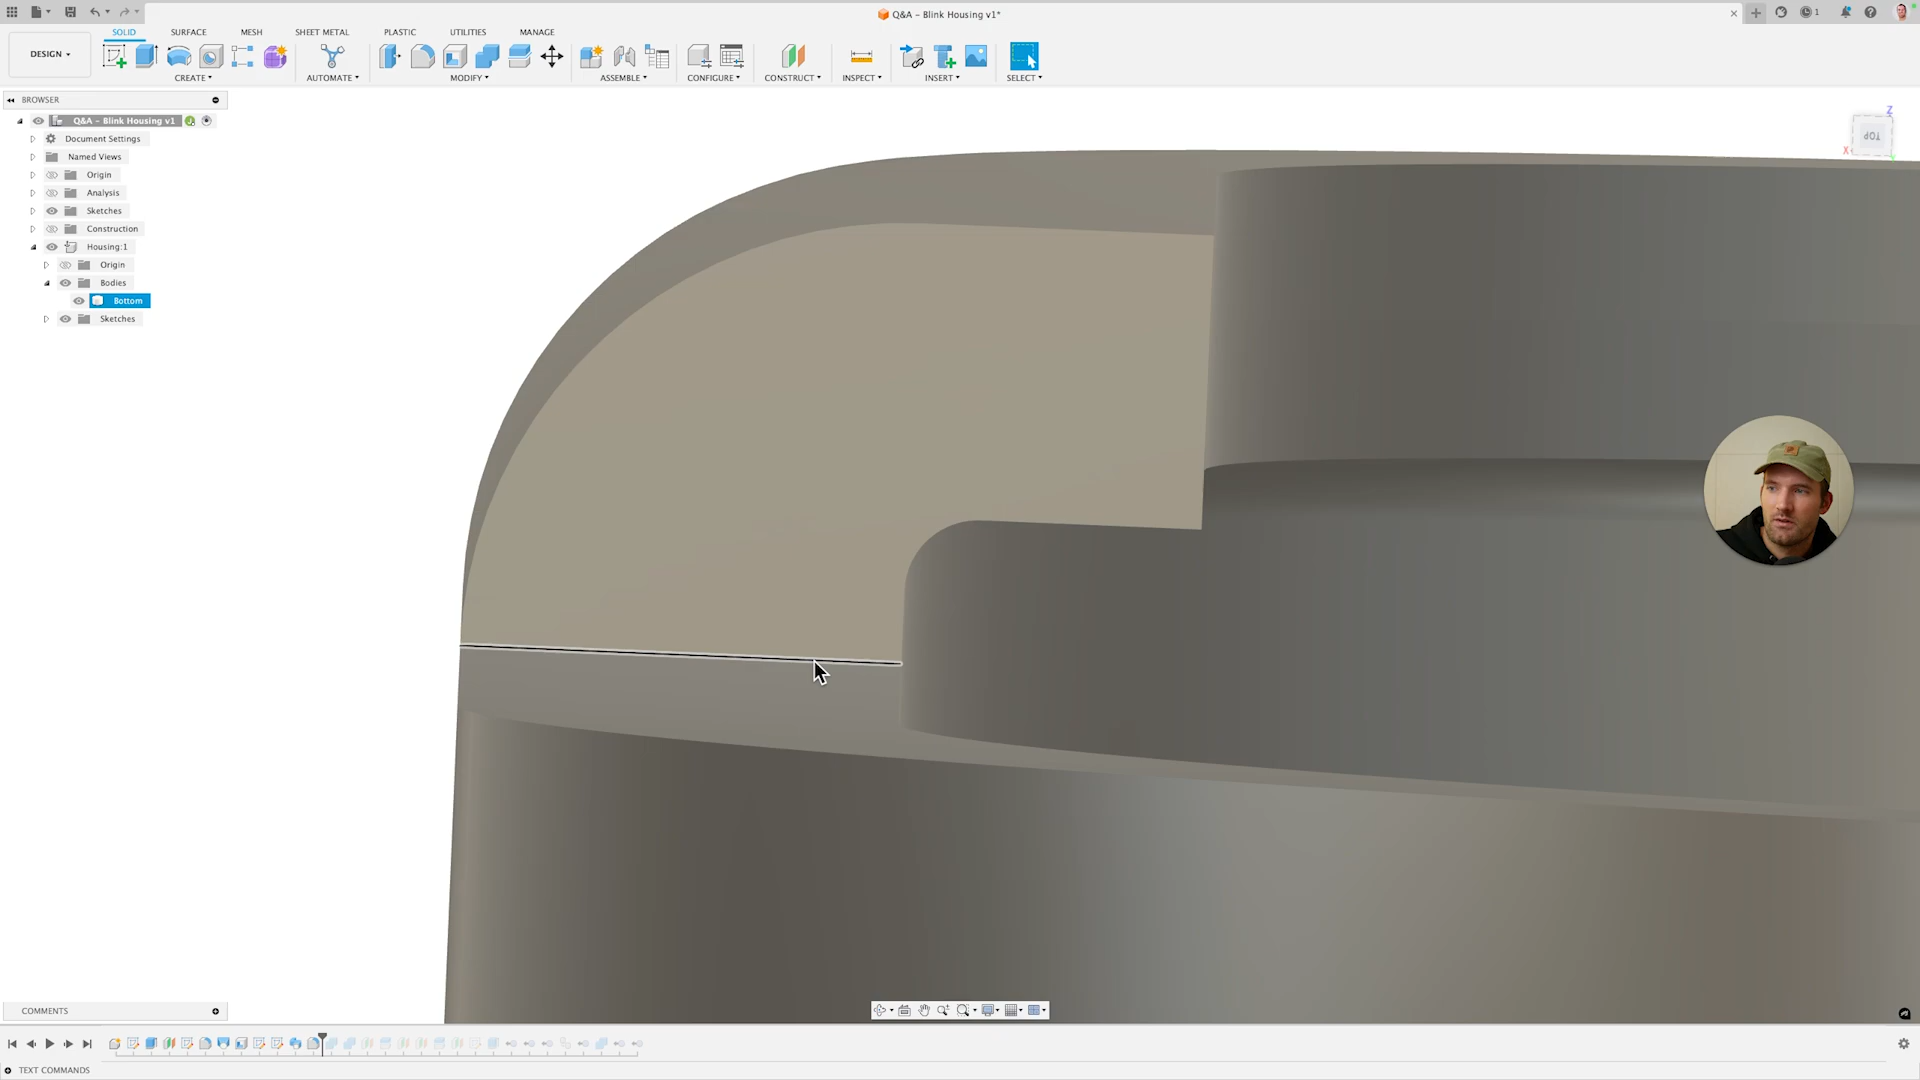 Q&A – Blink Housing v1*
1
DESIGN
SOLID
SURFACE
MESH
SHEET METAL
PLASTIC
UTILITIES
MANAGE
CREATE
AUTOMATE
MODIFY
ASSEMBLE
CONFIGURE
CONSTRUCT
INSPECT
INSERT
SELECT
BROWSER
Q&A – Blink Housing v1
Document Settings
Named Views
Origin
Analysis
Sketches
Construction
Housing:1
Origin
Bodies
Bottom
Sketches
Z
TOP
X
COMMENTS
TEXT COMMANDS